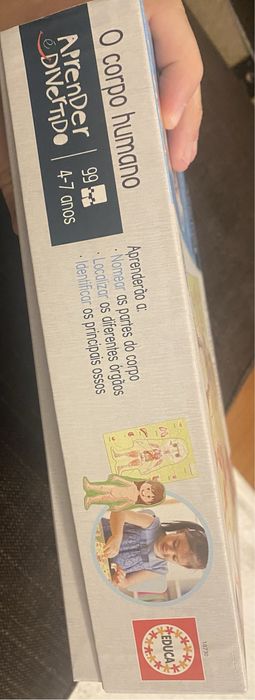 O corpo humano
Aprender
é Divertido
99
4-7 anos
Aprenderão a:
· Nomear as partes do corpo
· Localizar os diferentes órgãos
· Identificar os principais ossos
EDUCA